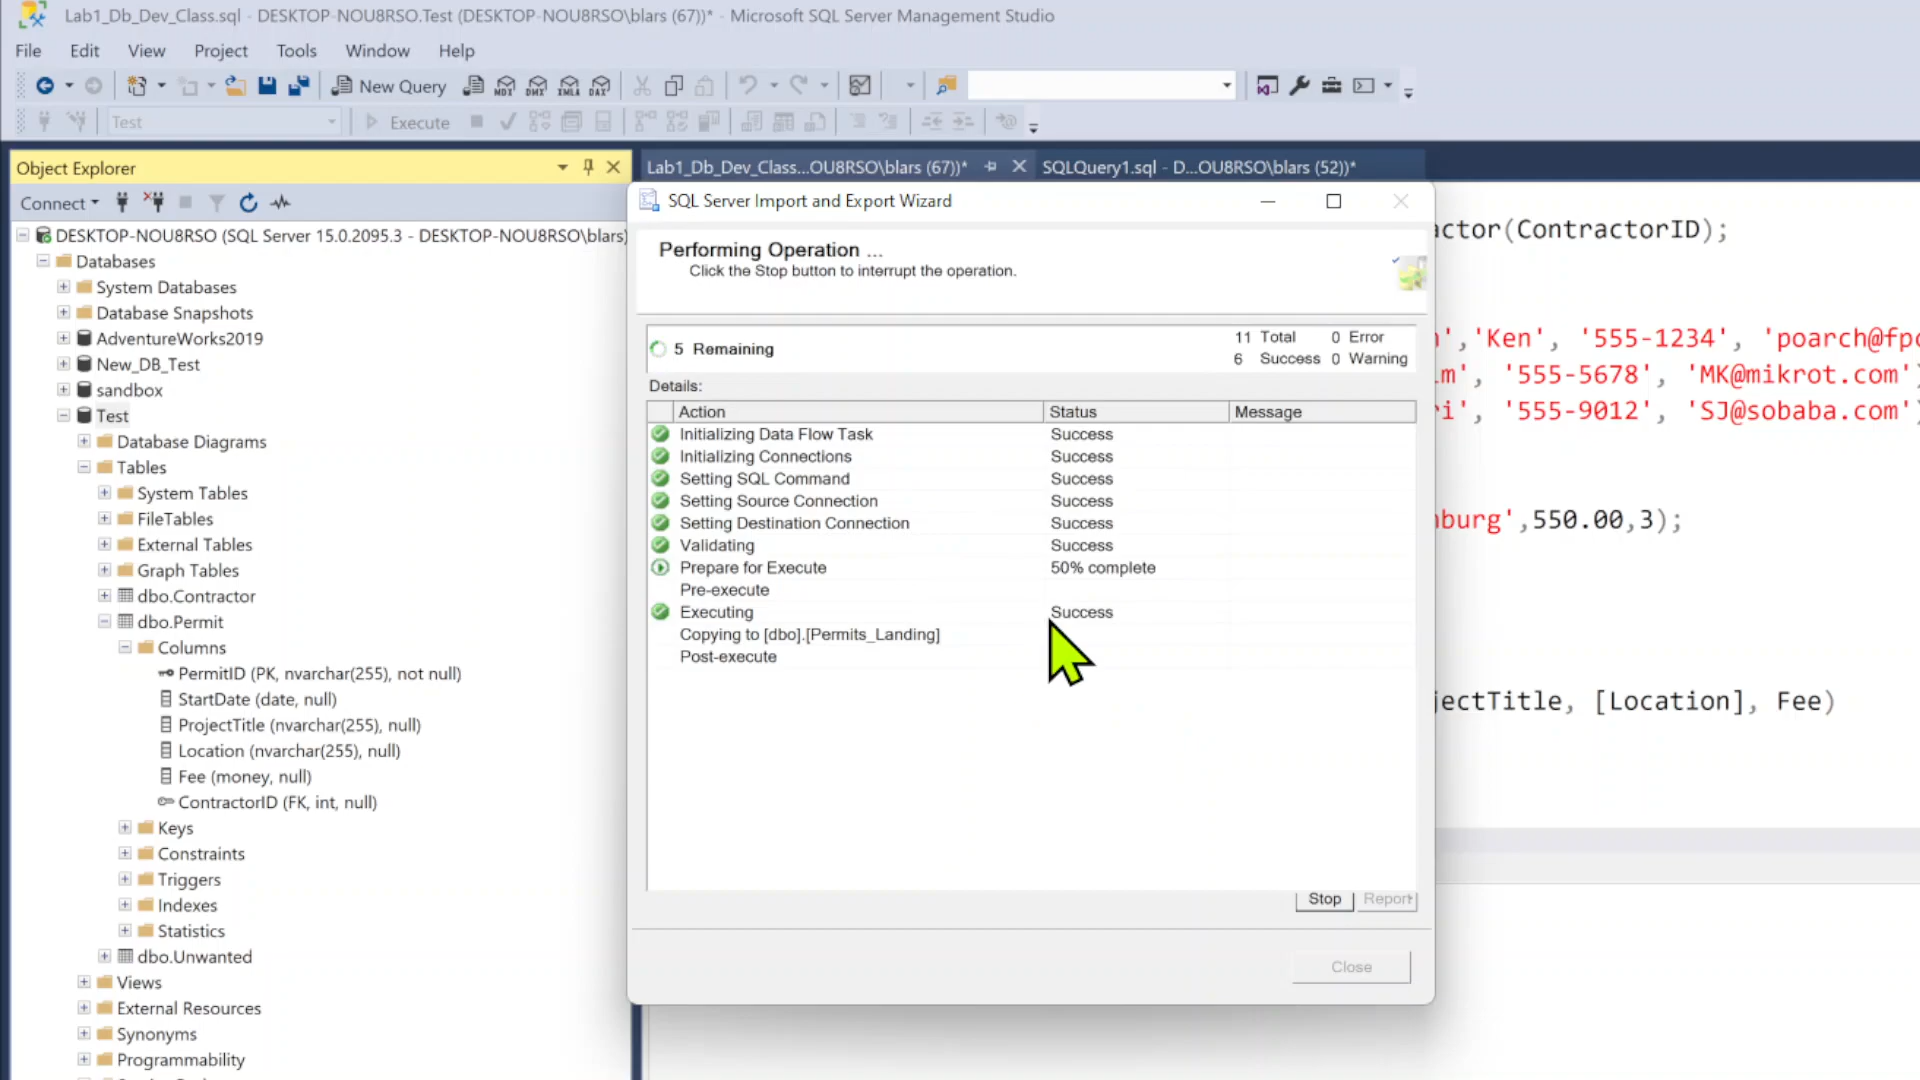 Lab1_Db_Dev_Class.sql - DESKTOP-NOU8RSO.Test (DESKTOP-NOU8RSO\blars (67))* - Microsoft SQL Server Management Studio
File Edit View Project Tools Window Help
New Query MDX DMX XMLA DAX
Test Execute
Object Explorer
Lab1_Db_Dev_Class...OU8RSO\blars (67))* SQLQuery1.sql - D...OU8RSO\blars (52))*
Connect
DESKTOP-NOU8RSO (SQL Server 15.0.2095.3 - DESKTOP-NOU8RSO\blars)
Databases
System Databases
Database Snapshots
AdventureWorks2019
New_DB_Test
sandbox
Test
Database Diagrams
Tables
System Tables
FileTables
External Tables
Graph Tables
dbo.Contractor
dbo.Permit
Columns
PermitID (PK, nvarchar(255), not null)
StartDate (date, null)
ProjectTitle (nvarchar(255), null)
Location (nvarchar(255), null)
Fee (money, null)
ContractorID (FK, int, null)
Keys
Constraints
Triggers
Indexes
Statistics
dbo.Unwanted
Views
External Resources
Synonyms
Programmability
SQL Server Import and Export Wizard
Performing Operation ...
Click the Stop button to interrupt the operation.
5 Remaining
11 Total 0 Error
6 Success 0 Warning
Details:
Action Status Message
Initializing Data Flow Task Success
Initializing Connections Success
Setting SQL Command Success
Setting Source Connection Success
Setting Destination Connection Success
Validating Success
Prepare for Execute 50% complete
Pre-execute
Executing Success
Copying to [dbo].[Permits_Landing]
Post-execute
Stop Report
Close
actor(ContractorID);
','Ken', '555-1234', 'poarch@fpc
m', '555-5678', 'MK@mikrot.com'
i', '555-9012', 'SJ@sobaba.com'
burg',550.00,3);
jectTitle, [Location], Fee)